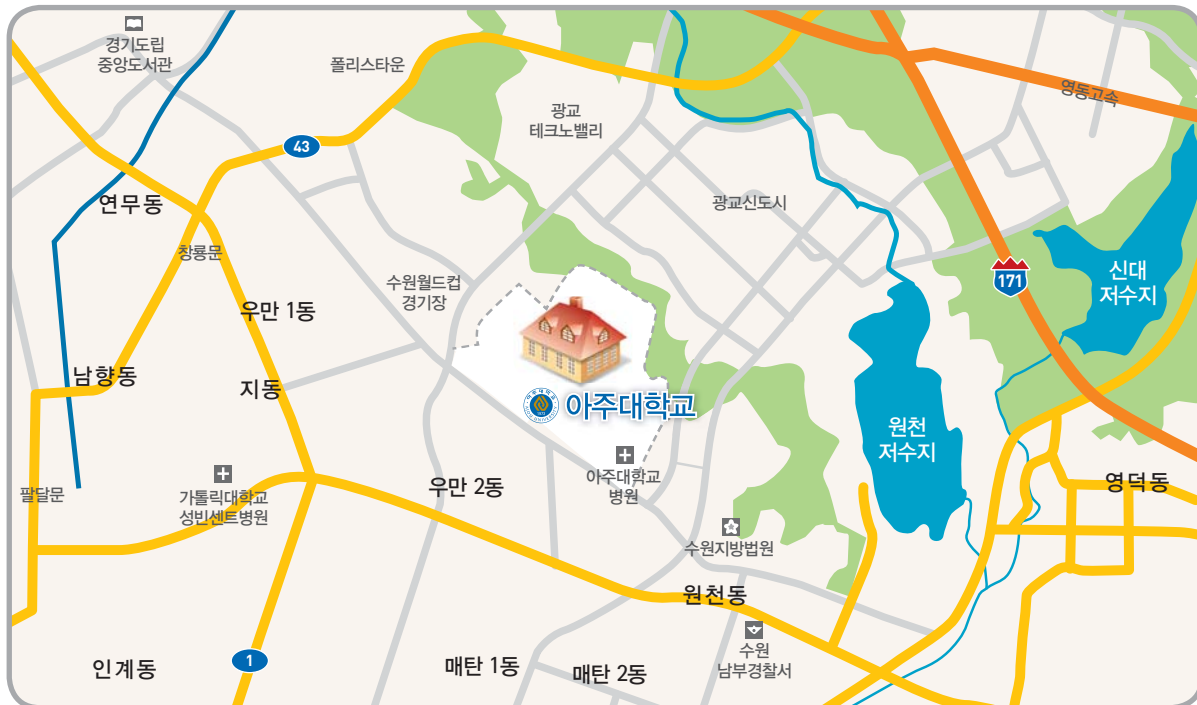 경기도립
중앙도서관
폴리스타운
광교
테크노밸리
영동고속
43
연무동
광교신도시
창룡문
수원월드컵
경기장
171
신대
저수지
우만 1동
남향동
지동
아주대학교
원천
저수지
팔달문
가톨릭대학교
성빈센트병원
우만 2동
아주대학교
병원
영덕동
수원지방법원
원천동
인계동
1
매탄 1동
매탄 2동
수원
남부경찰서